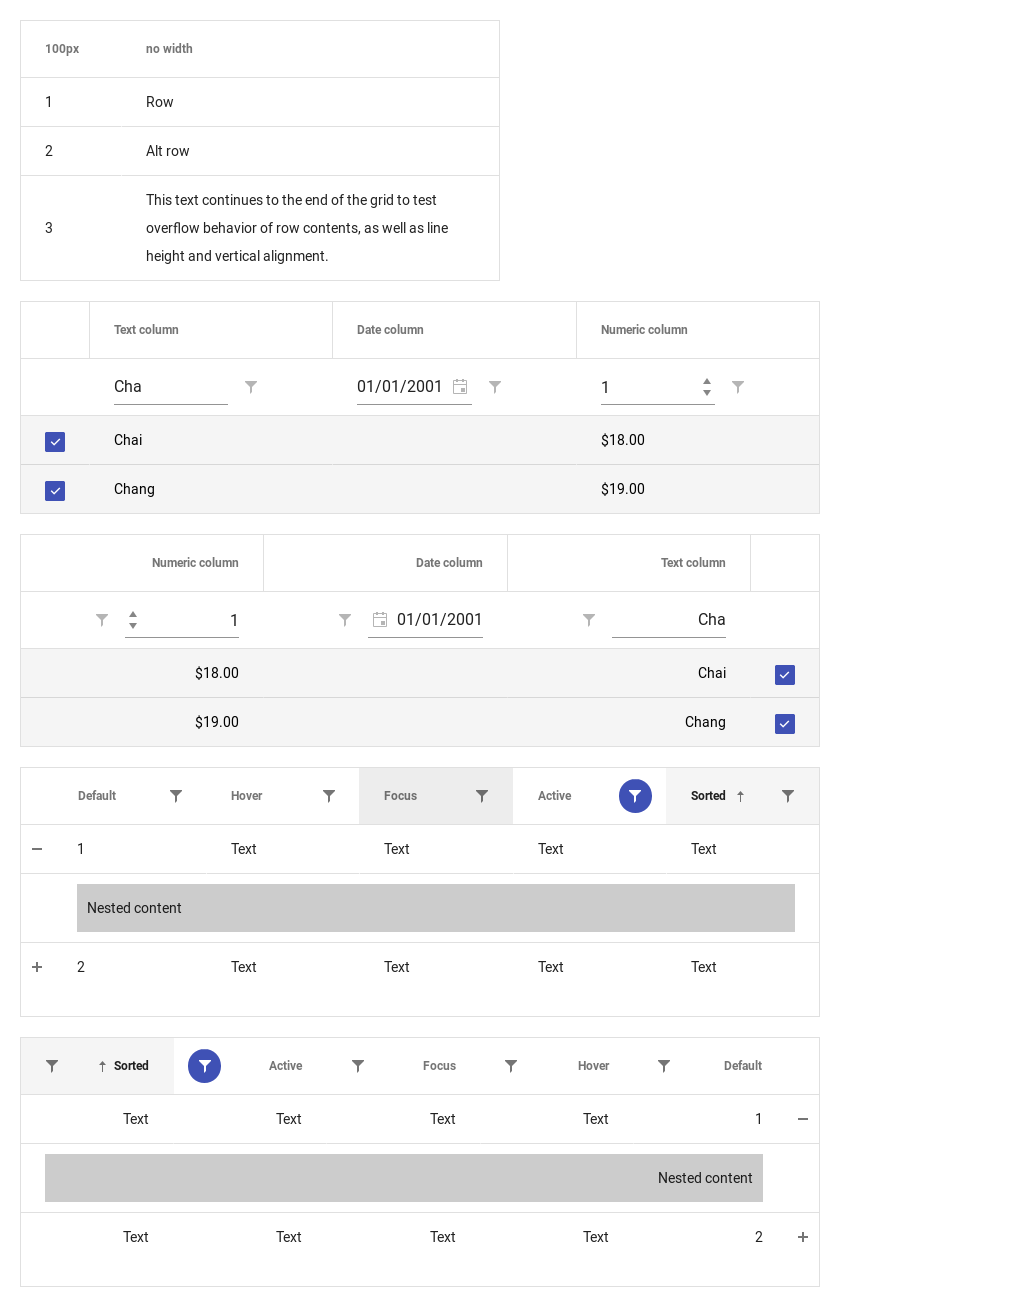 100px no width
1 Row
2 Alt row
This text continues to the end of the grid to test
3 overflow behavior of row contents, as well as line
height and vertical alignment.
Text column Date column Numeric column
Cha 01/01/2001 1
Chai $18.00
Chang $19.00
Numeric column Date column Text column
1 01/01/2001 Cha
$18.00 Chai
$19.00 Chang
Default Hover Focus Active Sorted
1 Text Text Text Text
Nested content
2 Text Text Text Text
Sorted Active Focus Hover Default
Text Text Text Text 1
Nested content
Text Text Text Text 2